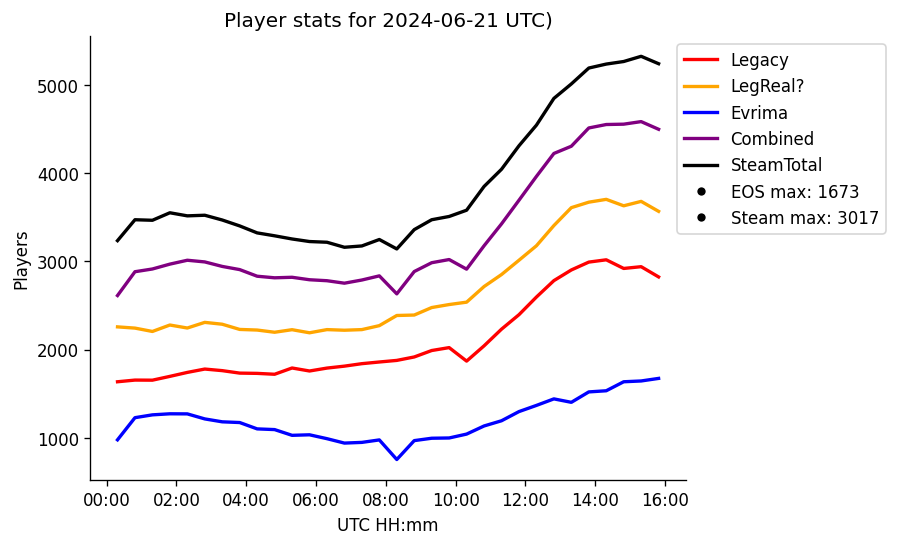 Player stats for 2024-06-21 UTC)
Legacy
LegReal?
Evrima
Combined
SteamTotal
EOS max: 1673
Steam max: 3017
5000
4000
3000
2000
1000
Players
00:00 02:00 04:00 06:00 08:00 10:00 12:00 14:00 16:00
UTC HH:mm